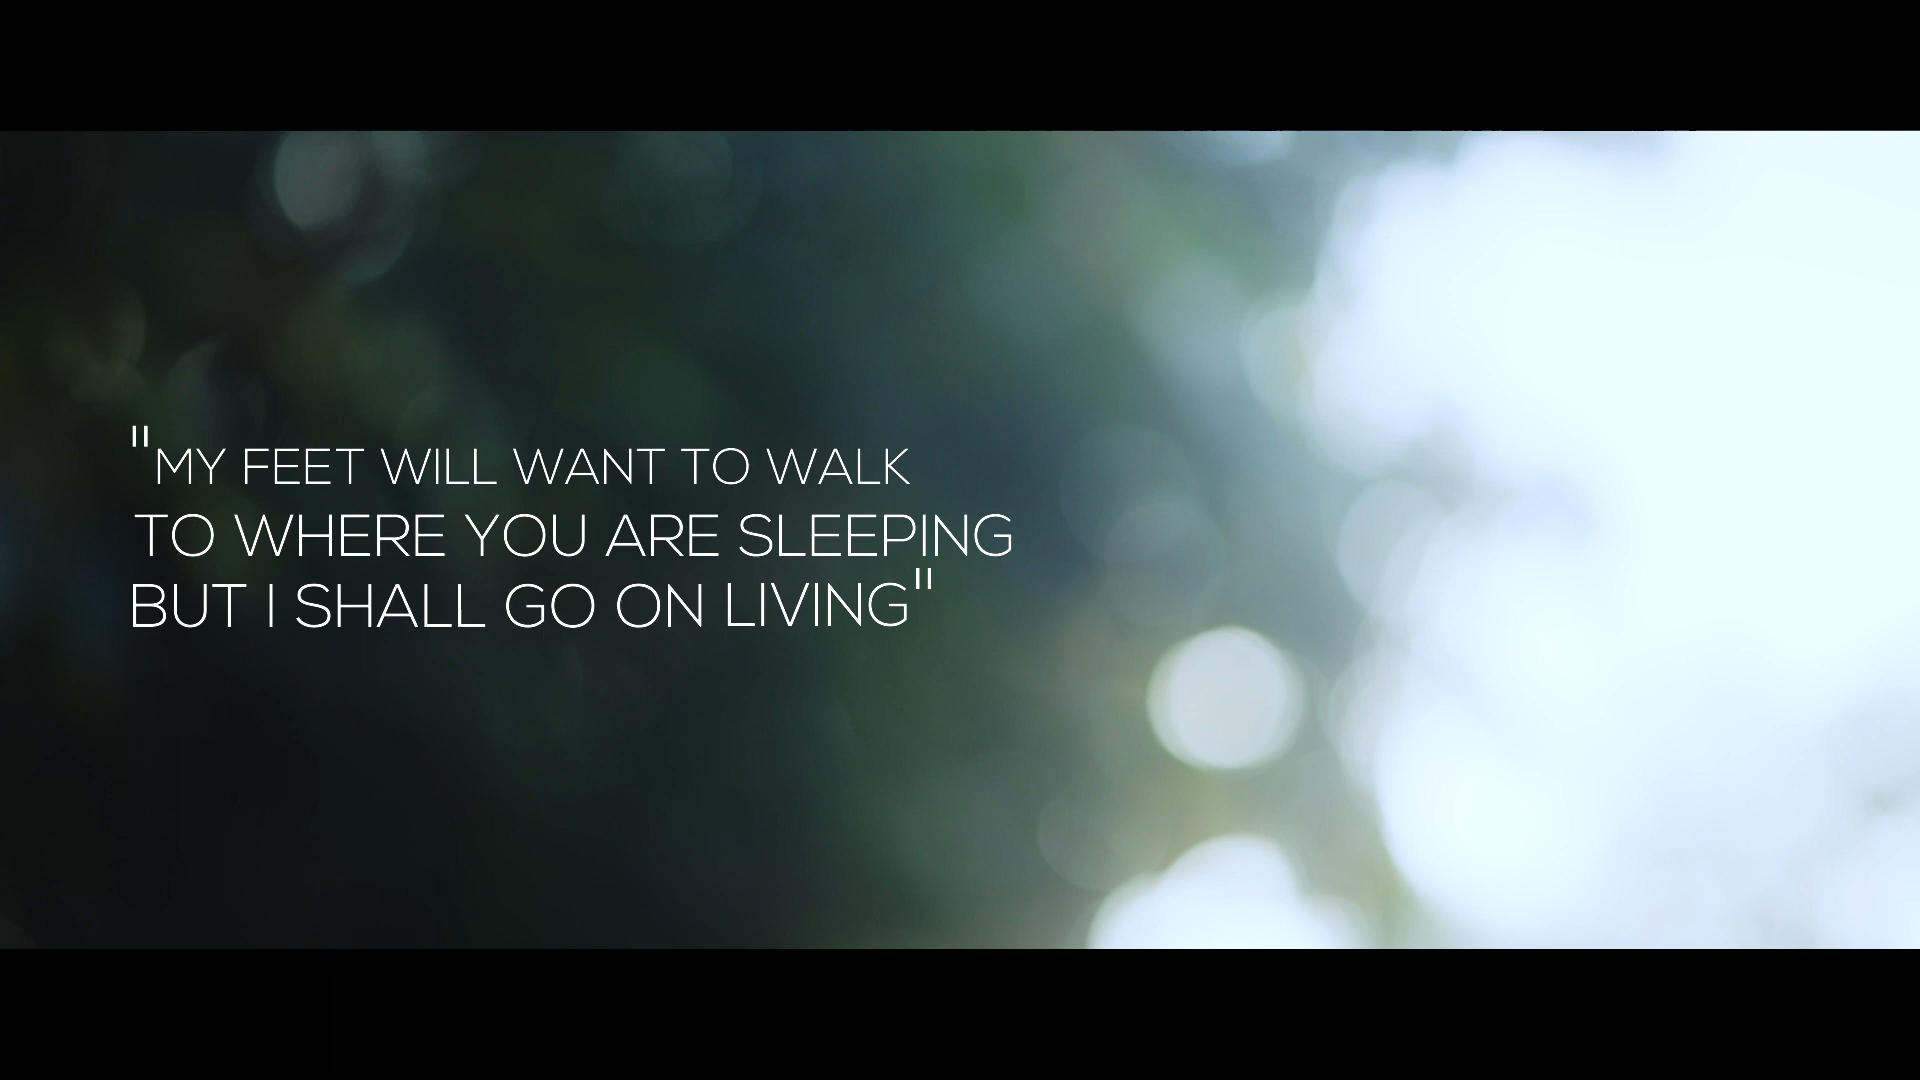 "MY FEET WILL WANT TO WALK
TO WHERE YOU ARE SLEEPING
BUT I SHALL GO ON LIVING"